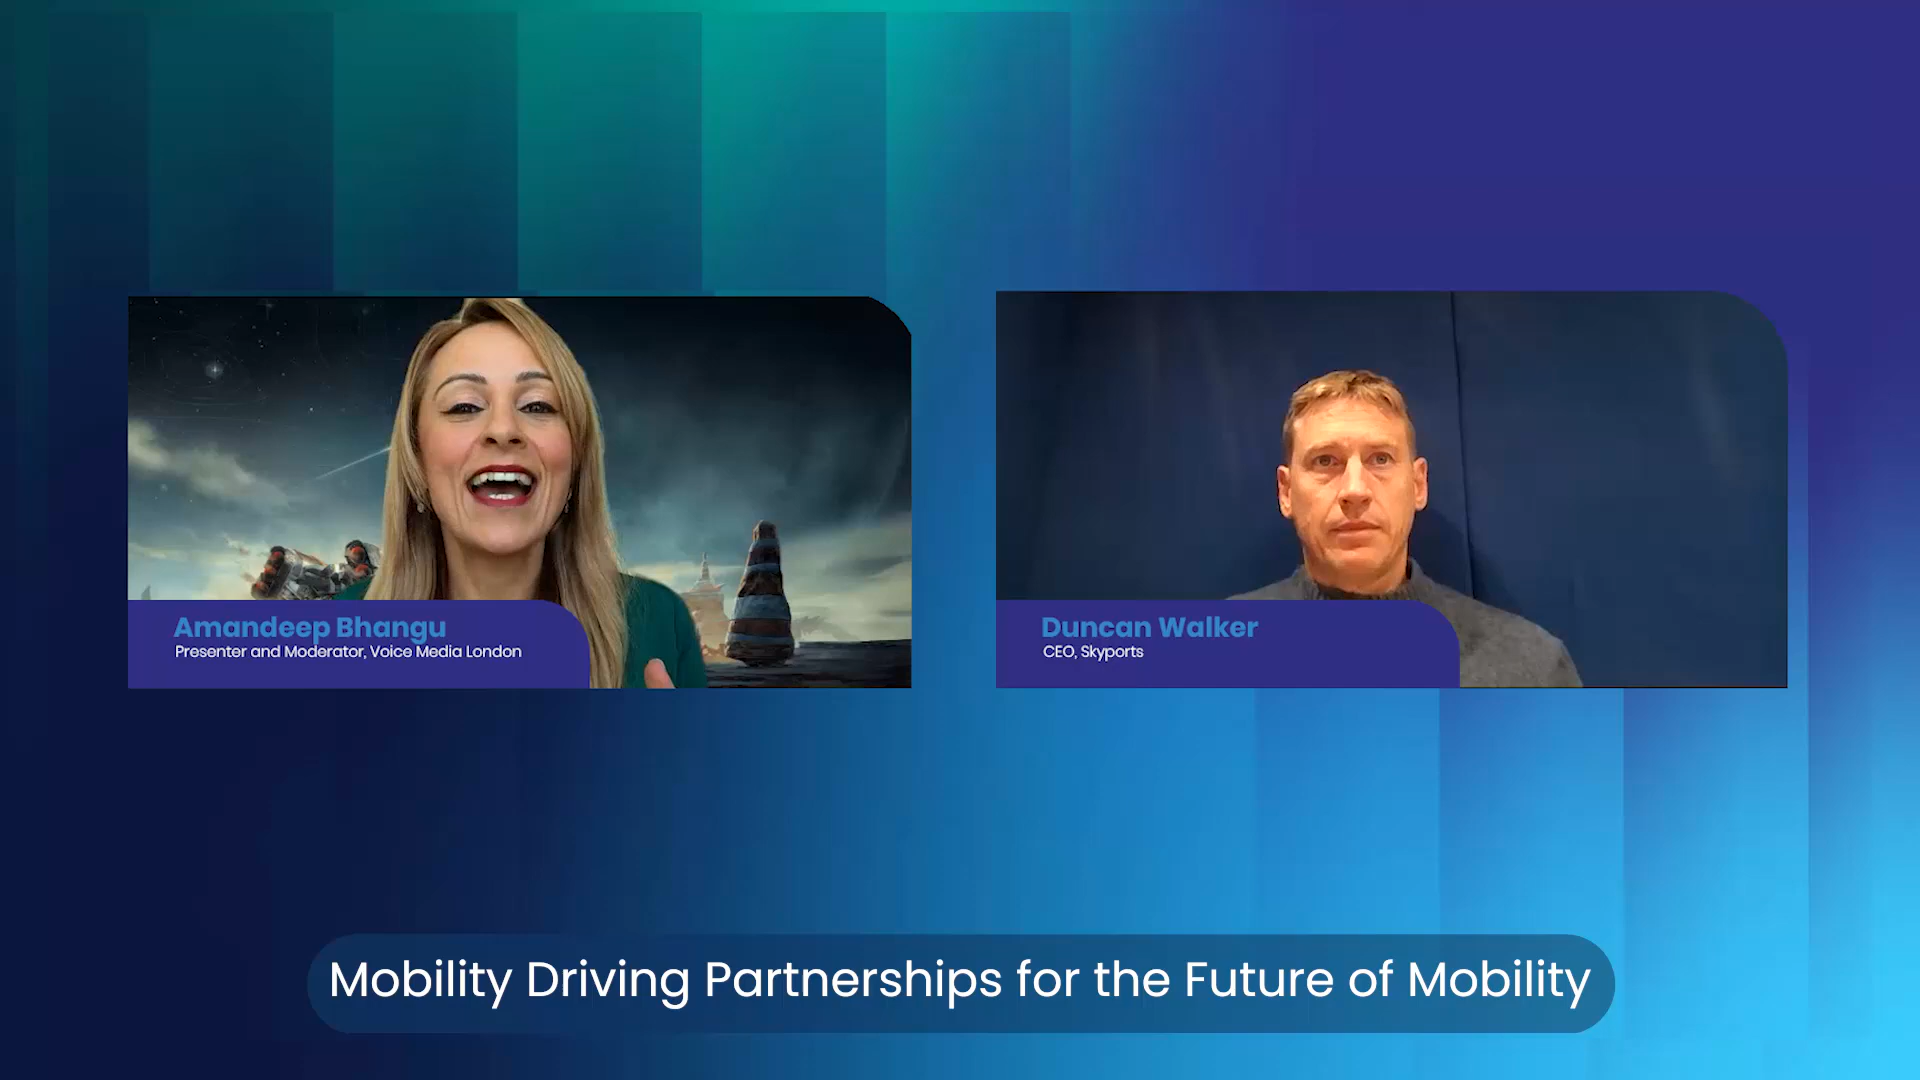 Amandeep Bhangu
Presenter and Moderator, Voice Media London
Duncan Walker
CEO, Skyports
Mobility Driving Partnerships for the Future of Mobility